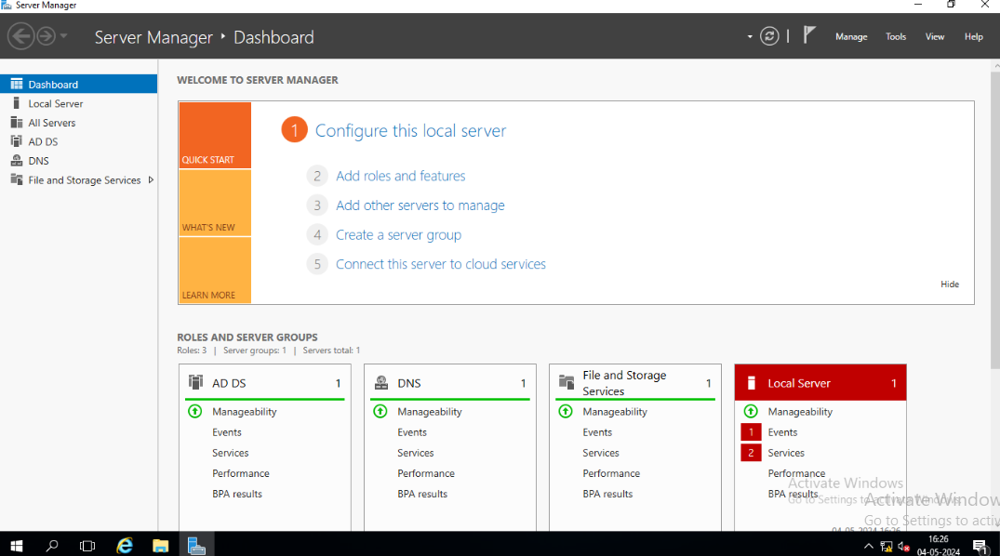 Server Manager
Server Manager ‣ Dashboard
Manage Tools View Help
Dashboard
Local Server
All Servers
AD DS
DNS
File and Storage Services
WELCOME TO SERVER MANAGER
QUICK START
WHAT'S NEW
LEARN MORE
1 Configure this local server
2 Add roles and features
3 Add other servers to manage
4 Create a server group
5 Connect this server to cloud services
Hide
ROLES AND SERVER GROUPS
Roles: 3 | Server groups: 1 | Servers total: 1
AD DS 1
Manageability
Events
Services
Performance
BPA results
DNS 1
Manageability
Events
Services
Performance
BPA results
File and Storage
Services 1
Manageability
Events
Services
Performance
BPA results
Local Server 1
Manageability
1 Events
2 Services
Performance
BPA results
Activate Windows
Go to Settings to activate Windows.
Activate Window
Go to Settings to activ
04-05-2024 16:26
16:26
04-05-2024
1